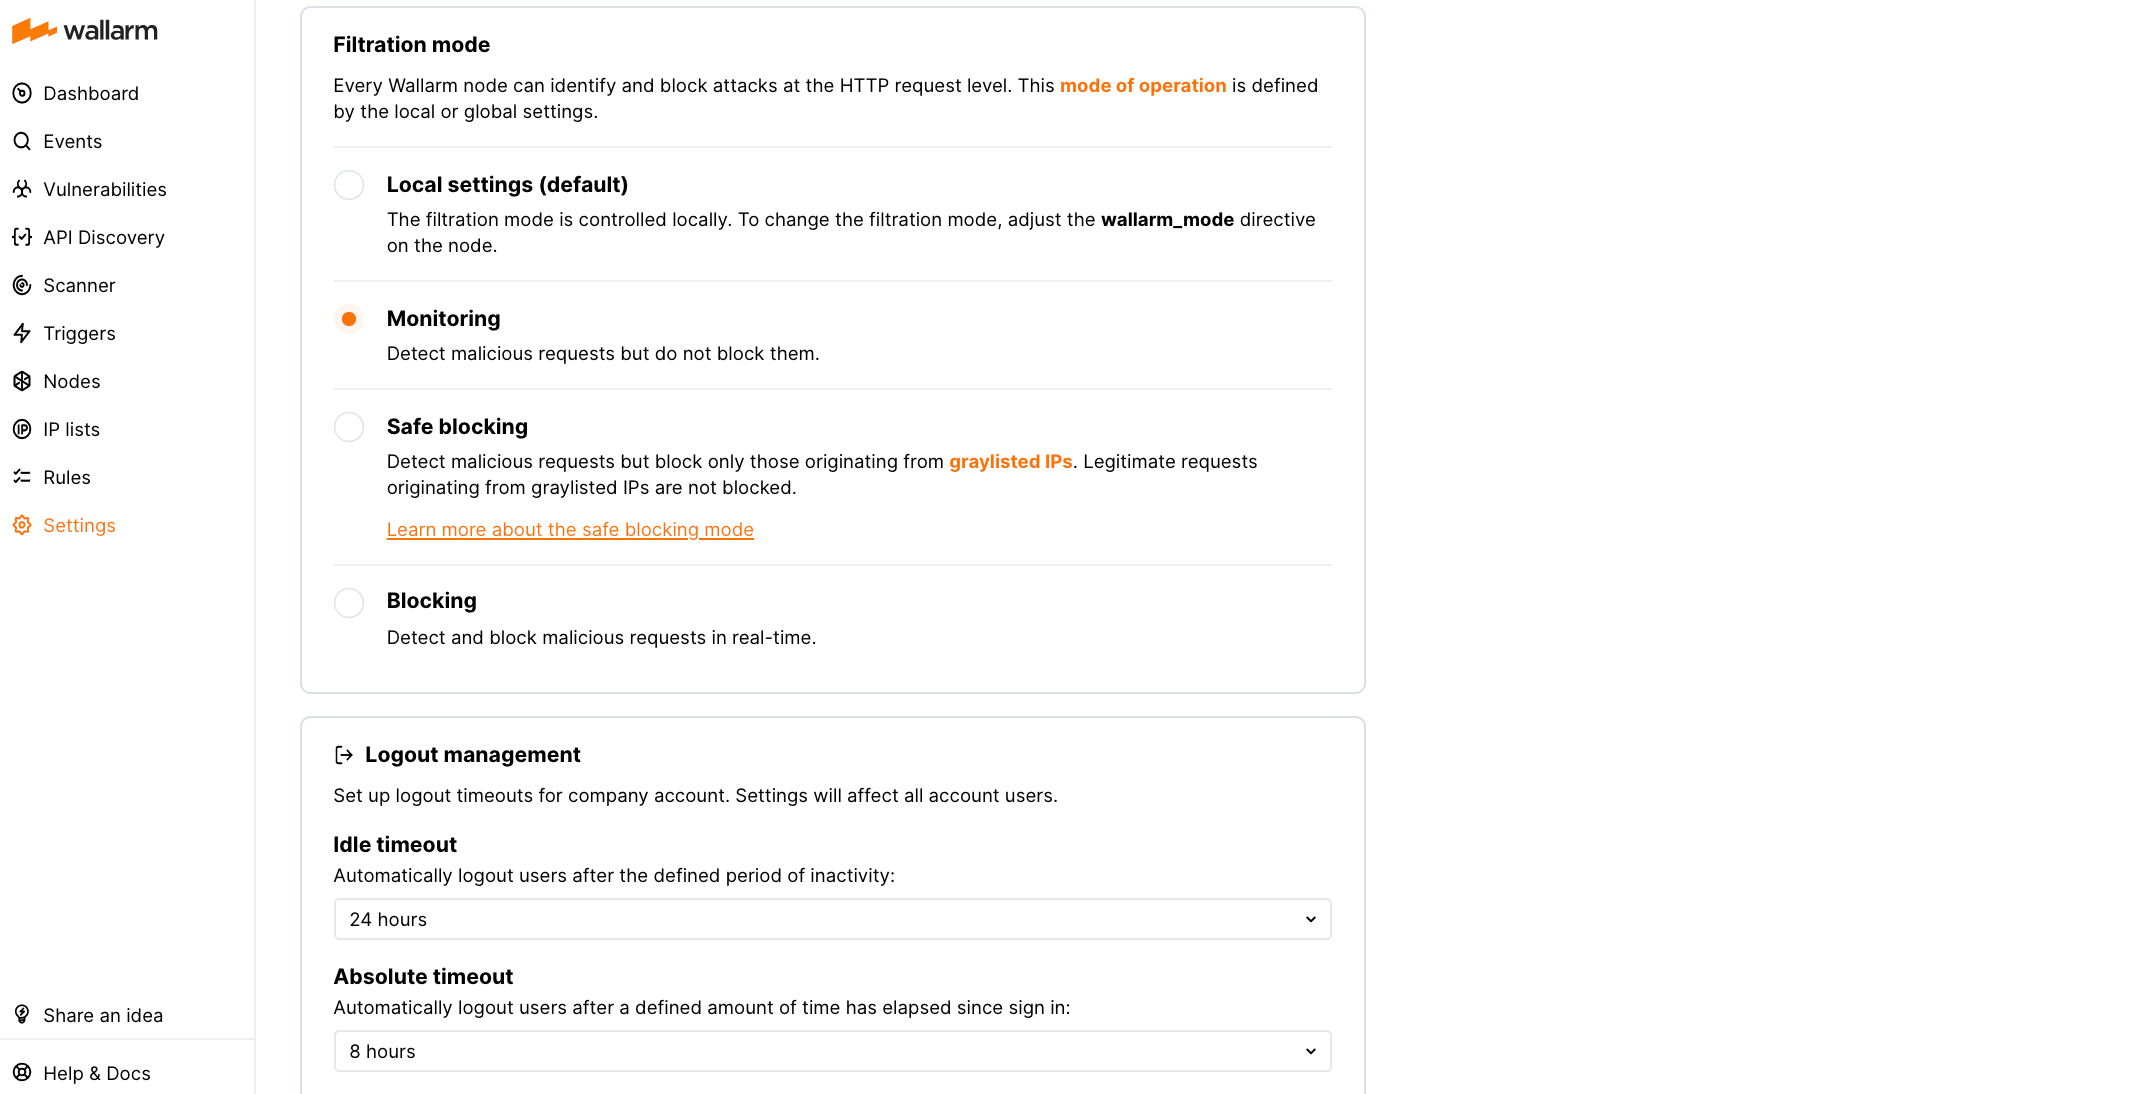 wallarm
Dashboard
Events
Vulnerabilities
API Discovery
Scanner
Triggers
Nodes
IP lists
Rules
Settings
Share an idea
Help & Docs
Filtration mode
Every Wallarm node can identify and block attacks at the HTTP request level. This mode of operation is defined
by the local or global settings.
Local settings (default)
The filtration mode is controlled locally. To change the filtration mode, adjust the wallarm_mode directive
on the node.
Monitoring
Detect malicious requests but do not block them.
Safe blocking
Detect malicious requests but block only those originating from graylisted IPs. Legitimate requests
originating from graylisted IPs are not blocked.
Learn more about the safe blocking mode
Blocking
Detect and block malicious requests in real-time.
Logout management
Set up logout timeouts for company account. Settings will affect all account users.
Idle timeout
Automatically logout users after the defined period of inactivity:
24 hours
Absolute timeout
Automatically logout users after a defined amount of time has elapsed since sign in:
8 hours